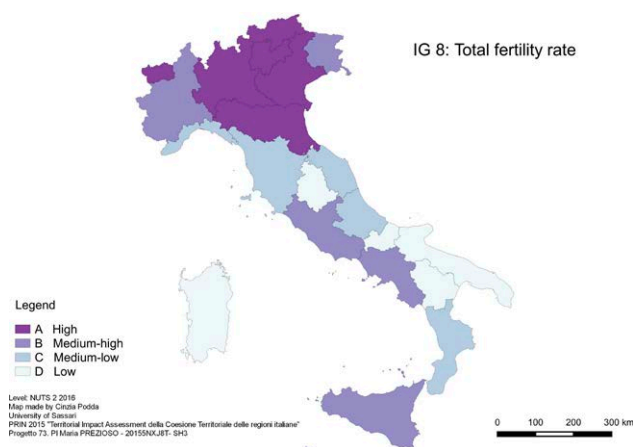 IG 8: Total fertility rate
Legend
A High
B Medium-high
C Medium-low
D Low
Level: NUTS 2 2016
Map made by Cinzia Podda
University of Sassari
PRIN 2015 "Territorial Impact Assessment della Coesione Territoriale delle regioni italiane"
Progetto 73. PI Maria PREZIOSO - 20155NXJ8T- SH3
0 100 200 300 km